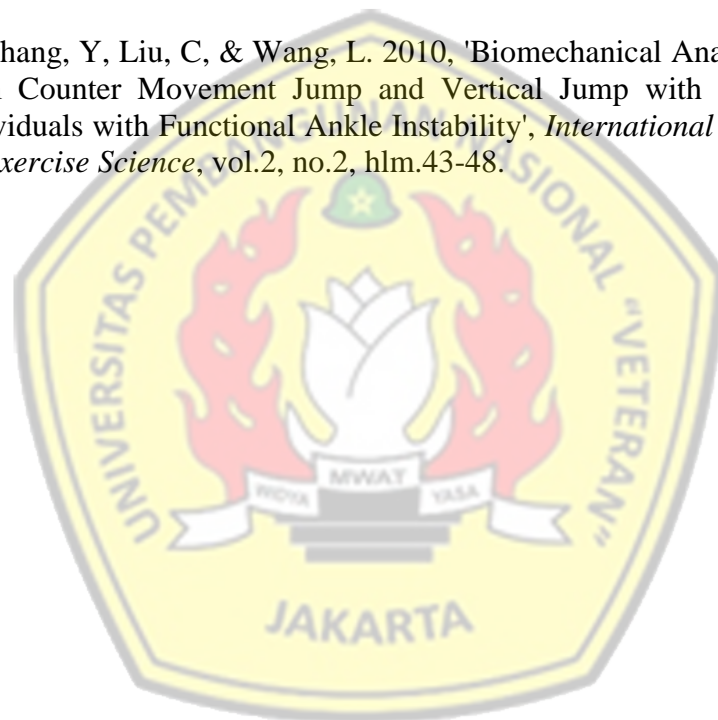 hang, Y, Liu, C, & Wang, L. 2010, 'Biomechanical Ana
Counter Movement Jump and Vertical Jump with
viduals with Functional Ankle Instability', International
xercise Science, vol.2, no.2, hlm.43-48.
UNIVERSITAS PEMBANGUNAN NASIONAL "VETERAN"
WIDYA MWAT YASA
JAKARTA